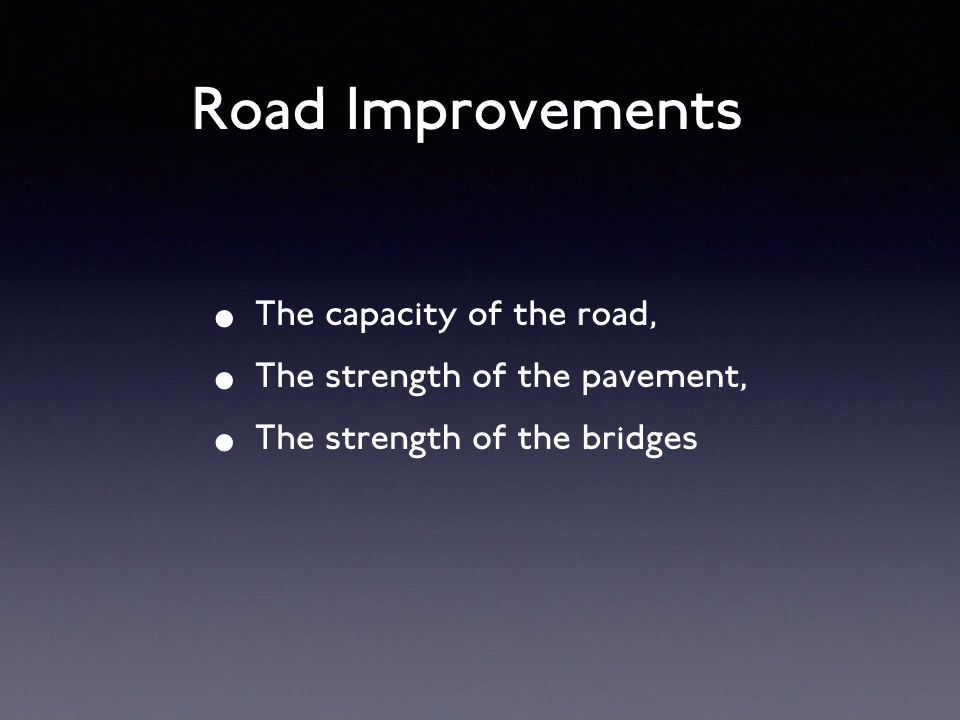 Road Improvements
• The capacity of the road,
• The strength of the pavement,
• The strength of the bridges